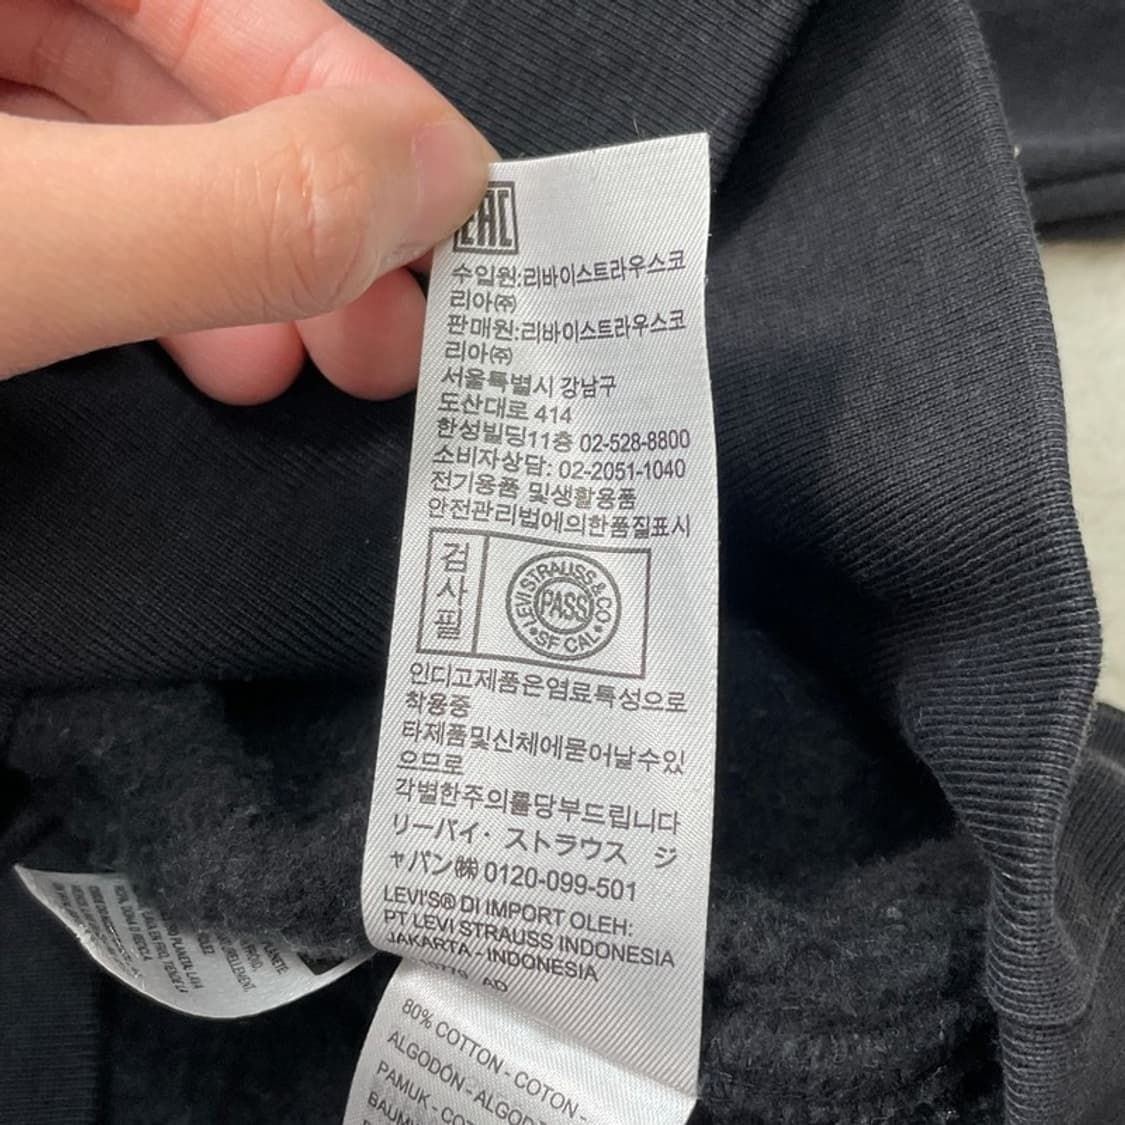 EAC
수입원:리바이스트라우스코
리아㈜
판매원:리바이스트라우스코
리아㈜
서울특별시 강남구
도산대로 414
한성빌딩11층 02-528-8800
소비자상담: 02-2051-1040
전기용품 및생활용품
안전관리법에의한품질표시
검
사
필
LEVI STRAUSS & CO
PASS
SF CAL
인디고제품은염료특성으로
착용중
타제품및신체에묻어날수있
으므로
각별한주의를당부드립니다
リーバイ・ ストラウス ジ
ャパン㈱ 0120-099-501
LEVI'S® DI IMPORT OLEH:
PT LEVI STRAUSS INDONESIA
JAKARTA - INDONESIA
AD
80% COTTON - COTON -
ALGODÓN -
PAMUK -